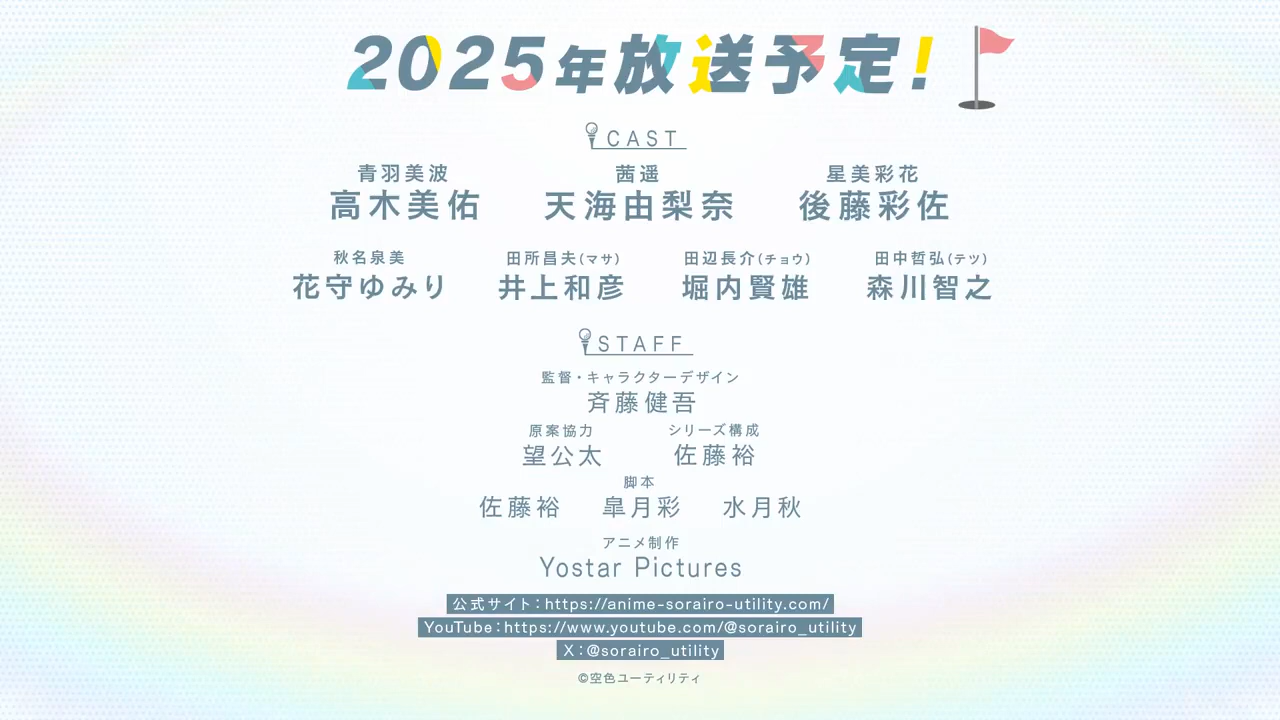 2025年放送予定!
CAST
青羽美波 茜遥 星美彩花
高木美佑 天海由梨奈 後藤彩佐
秋名泉美 田所昌夫(マサ) 田辺長介(チョウ) 田中哲弘(テツ)
花守ゆみり 井上和彦 堀内賢雄 森川智之
STAFF
監督・キャラクターデザイン
斉藤健吾
原案協力 シリーズ構成
望公太 佐藤裕
脚本
佐藤裕 皐月彩 水月秋
アニメ制作
Yostar Pictures
公式サイト:https://anime-sorairo-utility.com/
YouTube:https://www.youtube.com/@sorairo_utility
X:@sorairo_utility
©空色ユーティリティ